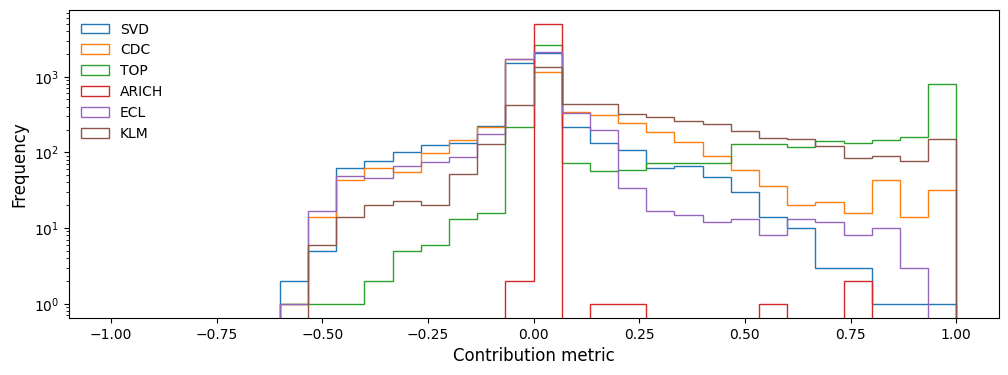 SVD
CDC
TOP
ARICH
ECL
KLM
Frequency
10³
10²
10¹
10⁰
−1.00 −0.75 −0.50 −0.25 0.00 0.25 0.50 0.75 1.00
Contribution metric